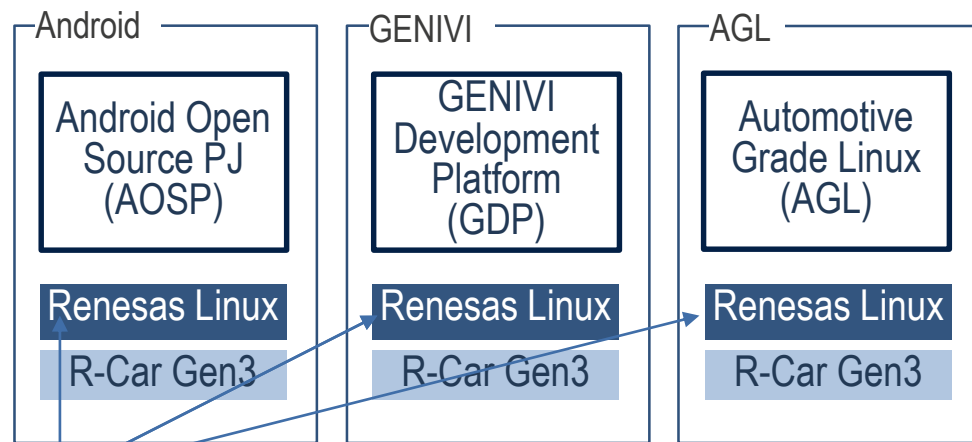 Android
Android Open
Source PJ
(AOSP)
Renesas Linux
R-Car Gen3
GENIVI
GENIVI
Development
Platform
(GDP)
Renesas Linux
R-Car Gen3
AGL
Automotive
Grade Linux
(AGL)
Renesas Linux
R-Car Gen3